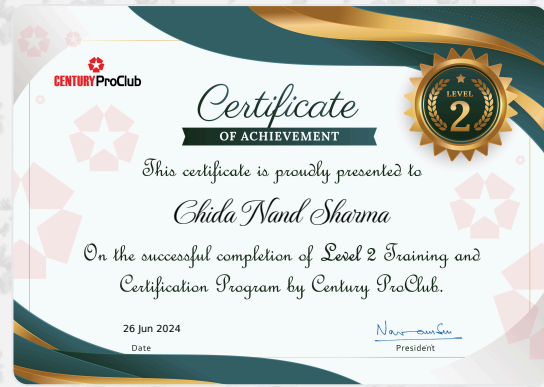 CENTURY ProClub
LEVEL
2
Certificate
OF ACHIEVEMENT
This certificate is proudly presented to
Chida Nand Sharma
On the successful completion of Level 2 Training and
Certification Program by Century ProClub.
26 Jun 2024
Date
President